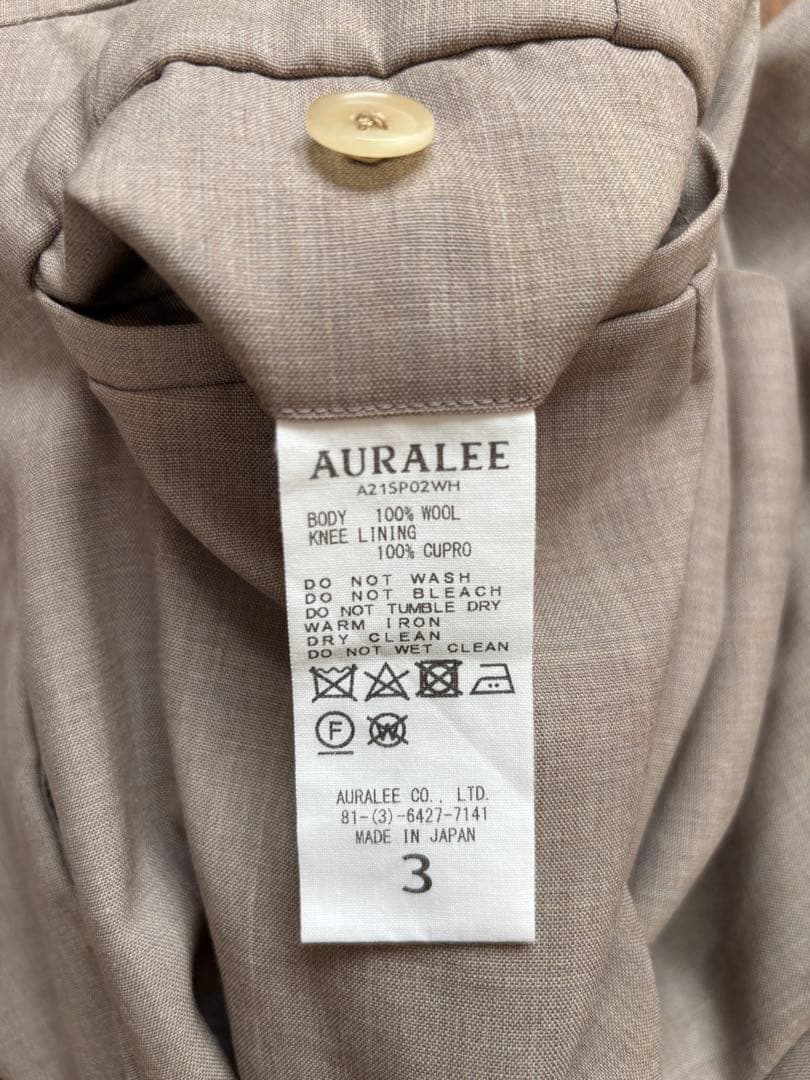 AURALEE
A21SP02WH
BODY 100% WOOL
KNEE LINING
100% CUPRO
DO NOT WASH
DO NOT BLEACH
DO NOT TUMBLE DRY
WARM IRON
DRY CLEAN
DO NOT WET CLEAN
F W
AURALEE CO., LTD.
81-(3)-6427-7141
MADE IN JAPAN
3